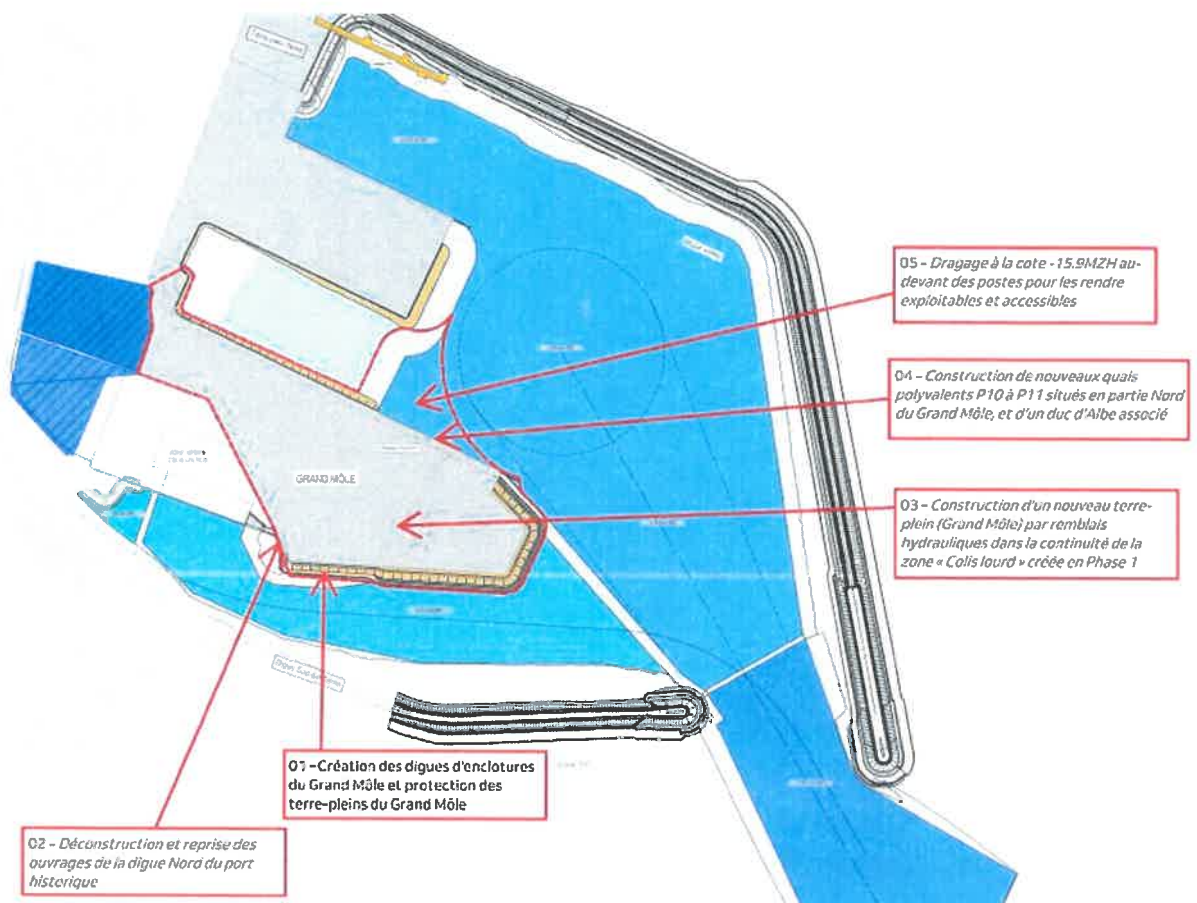 05 - Dragage à la cote -15.9MZH au-
devant des postes pour les rendre
exploitables et accessibles
04 - Construction de nouveaux quais
polyvalents P10 à P11 situés en partie Nord
du Grand Môle, et d'un duc d'Albe associé
GRAND MÔLE
03 - Construction d'un nouveau terre-
plein (Grand Môle) par remblais
hydrauliques dans la continuité de la
zone « Colis lourd » créée en Phase 1
01 -Création des digues d'enclotures
du Grand Môle et protection des
terre-pleins du Grand Môle
02 - Déconstruction et reprise des
ouvrages de la digue Nord du port
historique